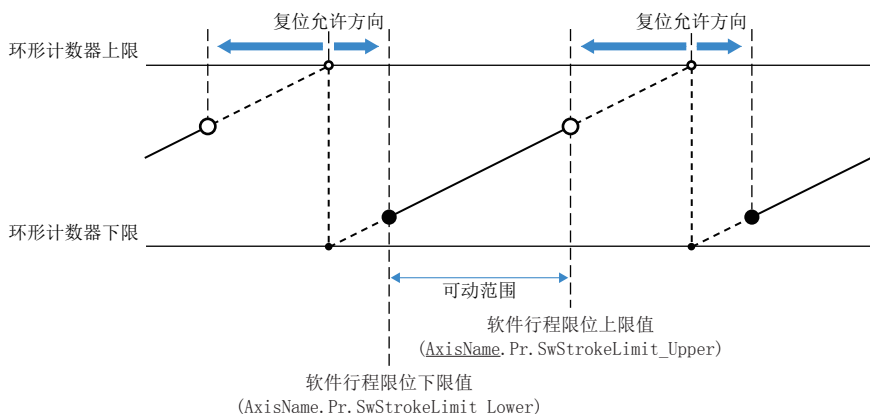 复位允许方向
复位允许方向
环形计数器上限
环形计数器下限
可动范围
软件行程限位上限值
(AxisName.Pr.SwStrokeLimit_Upper)
软件行程限位下限值
(AxisName.Pr.SwStrokeLimit_Lower)